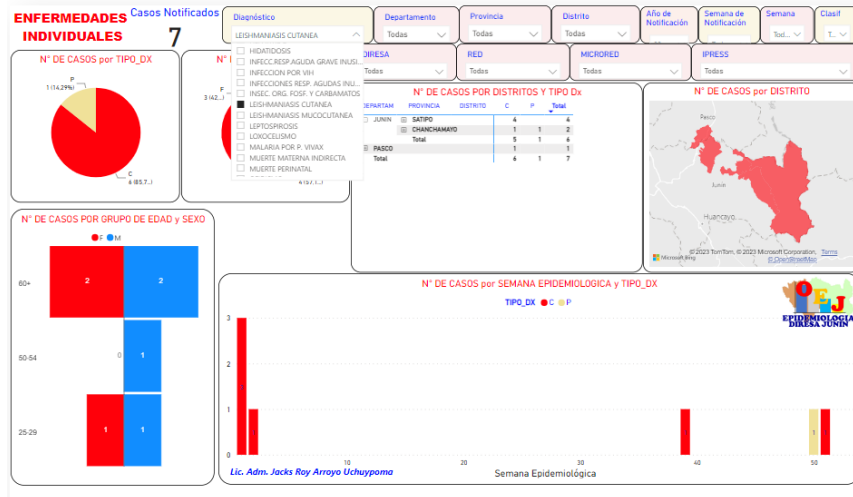 ENFERMEDADES
INDIVIDUALES
Casos Notificados
7
Diagnóstico
LEISHMANIASIS CUTANEA
HIDATIDOSIS
INFECC.RESP.AGUDA GRAVE INUSI...
INFECCION POR VIH
INFECCIONES RESP. AGUDAS INU...
INSEC. ORG. FOSF. Y CARBAMATOS
LEISHMANIASIS CUTANEA
LEISHMANIASIS MUCOCUTANEA
LEPTOSPIROSIS
LOXOCELISMO
MALARIA POR P. VIVAX
MUERTE MATERNA INDIRECTA
MUERTE PERINATAL
Departamento
Todas
Provincia
Todas
Distrito
Todas
Año de
Notificación
Semana de
Notificación
Semana
Tod...
Clasif
T...
DIRESA
Todas
RED
Todas
MICRORED
Todas
IPRESS
Todas
N° DE CASOS por TIPO_DX
P
1 (14.29%)
C
6 (85,7...)
N°
F
3 (42...)
4 (57,1...)
N° DE CASOS POR DISTRITOS Y TIPO Dx
DEPARTAM PROVINCIA DISTRITO C P Total
JUNIN SATIPO 4 4
CHANCHAMAYO 1 1 2
Total 5 1 6
PASCO 1 1
Total 6 1 7
N° DE CASOS por DISTRITO
Pasco
Junín
Huancayo
© 2023 TomTom, © 2023 Microsoft Corporation, Terms
© OpenStreetMap
Microsoft Bing
N° DE CASOS POR GRUPO DE EDAD y SEXO
F M
60+ 2 2
50-54 0 1
25-29 1 1
N° DE CASOS por SEMANA EPIDEMIOLOGICA y TIPO_DX
TIPO_DX C P
3
2
1
0
1
10 20 30 40 50
Semana Epidemiológica
Lic. Adm. Jacks Roy Arroyo Uchuypoma
OEJ
EPIDEMIOLOGIA
DIRESA JUNIN